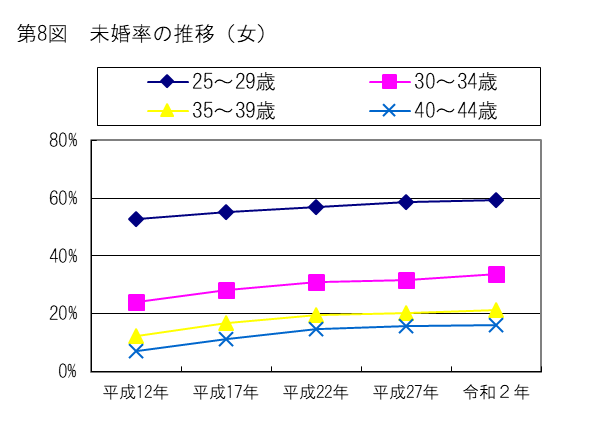 第8図　未婚率の推移（女）
25～29歳　30～34歳
35～39歳　40～44歳
80%
60%
40%
20%
0%
平成12年　平成17年　平成22年　平成27年　令和２年